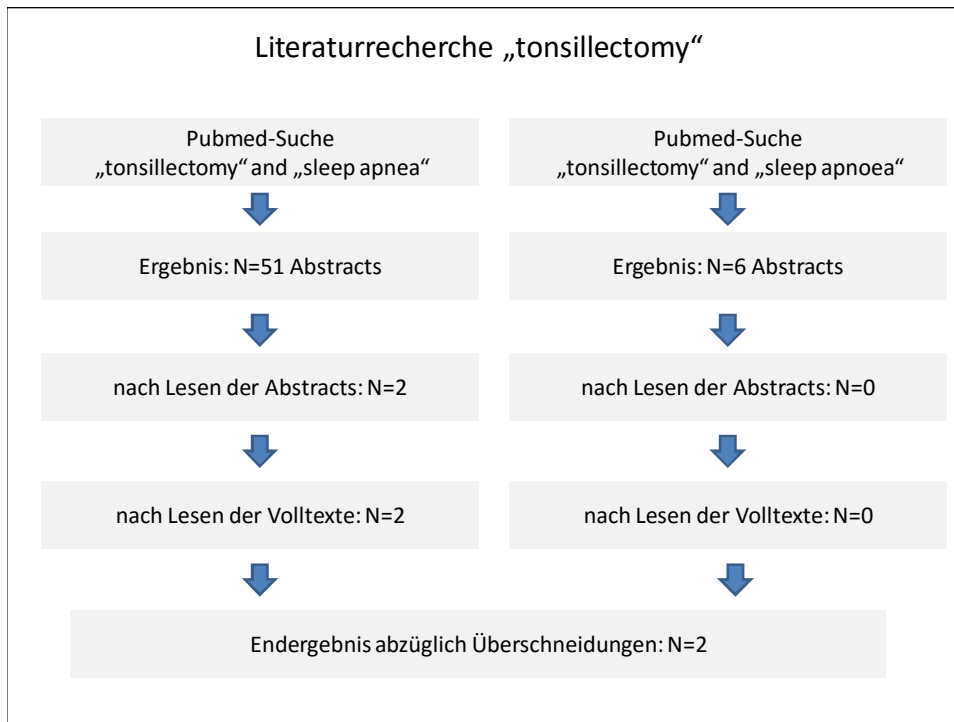 Literaturrecherche „tonsillectomy“
Pubmed-Suche
„tonsillectomy“ and „sleep apnea“
Pubmed-Suche
„tonsillectomy“ and „sleep apnoea“
Ergebnis: N=51 Abstracts
Ergebnis: N=6 Abstracts
nach Lesen der Abstracts: N=2
nach Lesen der Abstracts: N=0
nach Lesen der Volltexte: N=2
nach Lesen der Volltexte: N=0
Endergebnis abzüglich Überschneidungen: N=2